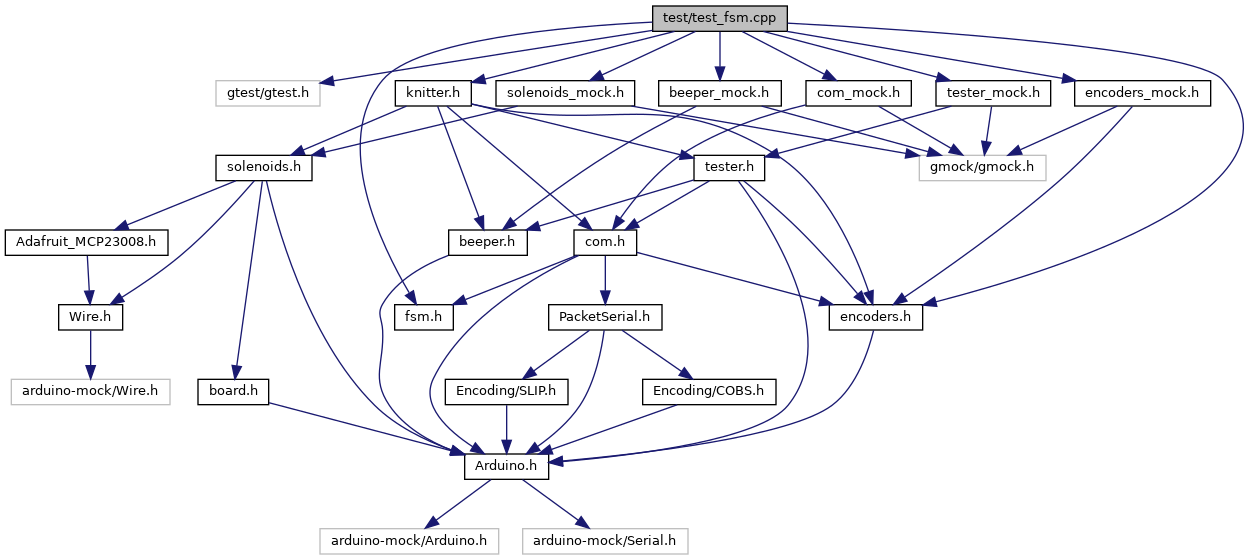 test/test_fsm.cpp
gtest/gtest.h
knitter.h
solenoids_mock.h
beeper_mock.h
com_mock.h
tester_mock.h
encoders_mock.h
solenoids.h
tester.h
gmock/gmock.h
Adafruit_MCP23008.h
beeper.h
com.h
Wire.h
fsm.h
PacketSerial.h
encoders.h
arduino-mock/Wire.h
board.h
Encoding/SLIP.h
Encoding/COBS.h
Arduino.h
arduino-mock/Arduino.h
arduino-mock/Serial.h